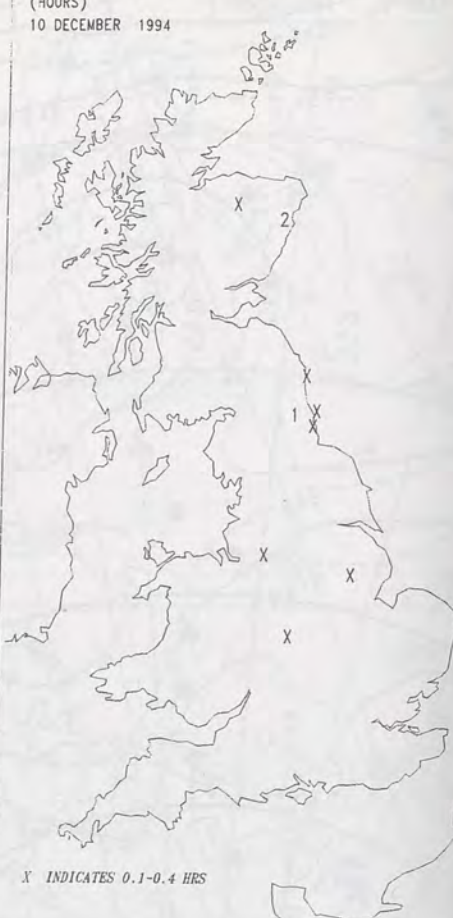 (HOURS)
10 DECEMBER 1994
X
2
X
1 X
X
X
X
X
X INDICATES 0.1-0.4 HRS